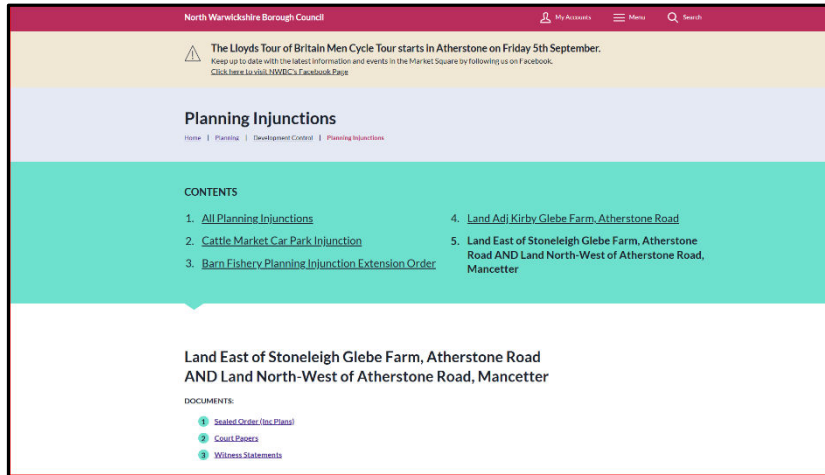 North Warwickshire Borough Council
My Accounts
Menu
Search
The Lloyds Tour of Britain Men Cycle Tour starts in Atherstone on Friday 5th September.
Keep up to date with the latest information and events in the Market Square by following us on Facebook.
Click here to visit NWBC's Facebook Page
Planning Injunctions
Home | Planning | Development Control | Planning Injunctions
CONTENTS
1. All Planning Injunctions
2. Cattle Market Car Park Injunction
3. Barn Fishery Planning Injunction Extension Order
4. Land Adj Kirby Glebe Farm, Atherstone Road
5. Land East of Stoneleigh Glebe Farm, Atherstone
Road AND Land North-West of Atherstone Road,
Mancetter
Land East of Stoneleigh Glebe Farm, Atherstone Road
AND Land North-West of Atherstone Road, Mancetter
DOCUMENTS:
1 Sealed Order (Inc Plans)
2 Court Papers
3 Witness Statements